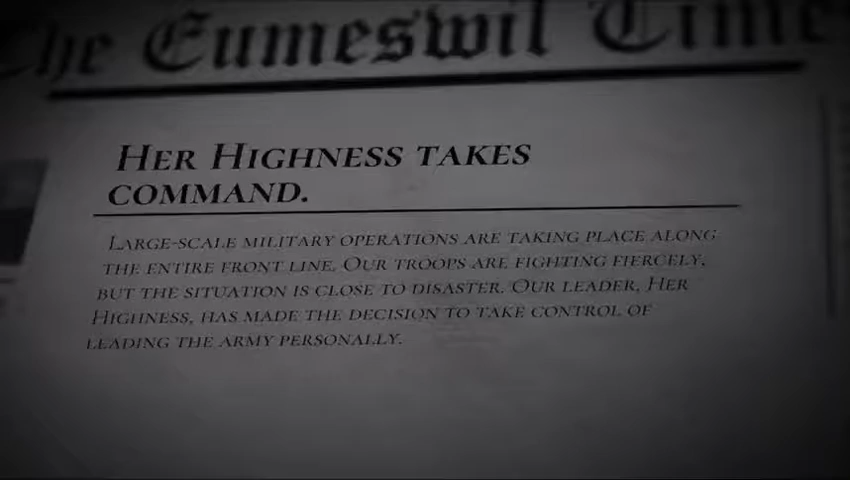 The Eumeswil Time
Her Highness takes
command.
Large-scale military operations are taking place along
the entire front line. Our troops are fighting fiercely,
but the situation is close to disaster. Our leader, Her
Highness, has made the decision to take control of
leading the army personally.